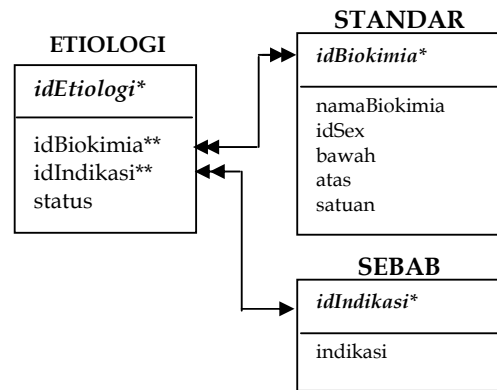 ETIOLOGI
idEtiologi*
idBiokimia**
idIndikasi**
status
STANDAR
idBiokimia*
namaBiokimia
idSex
bawah
atas
satuan
SEBAB
idIndikasi*
indikasi